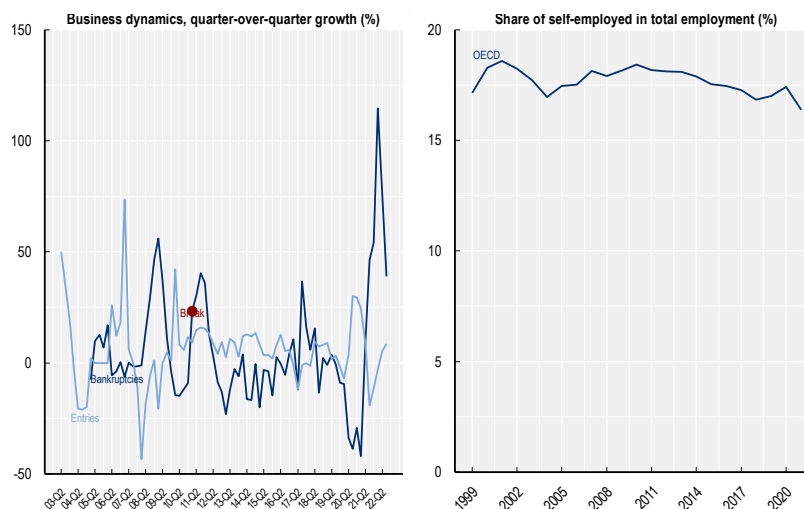 Business dynamics, quarter-over-quarter growth (%)
150
100
50
0
-50
Break
Bankruptcies
Entries
03-Q2
04-Q2
05-Q2
06-Q2
07-Q2
08-Q2
09-Q2
10-Q2
11-Q2
12-Q2
13-Q2
14-Q2
15-Q2
16-Q2
17-Q2
18-Q2
19-Q2
20-Q2
21-Q2
22-Q2
Share of self-employed in total employment (%)
20
15
10
5
0
OECD
1999
2002
2005
2008
2011
2014
2017
2020